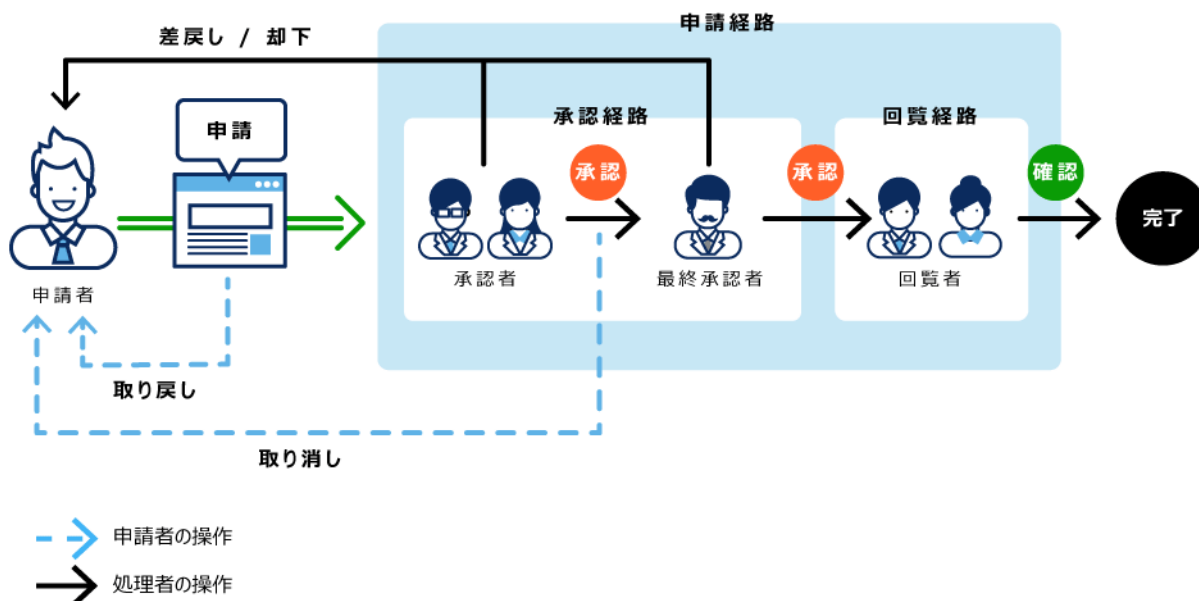 申請経路
差戻し / 却下
承認経路
回覧経路
申請
承認
承認
確認
完了
申請者
承認者
最終承認者
回覧者
取り戻し
取り消し
申請者の操作
処理者の操作